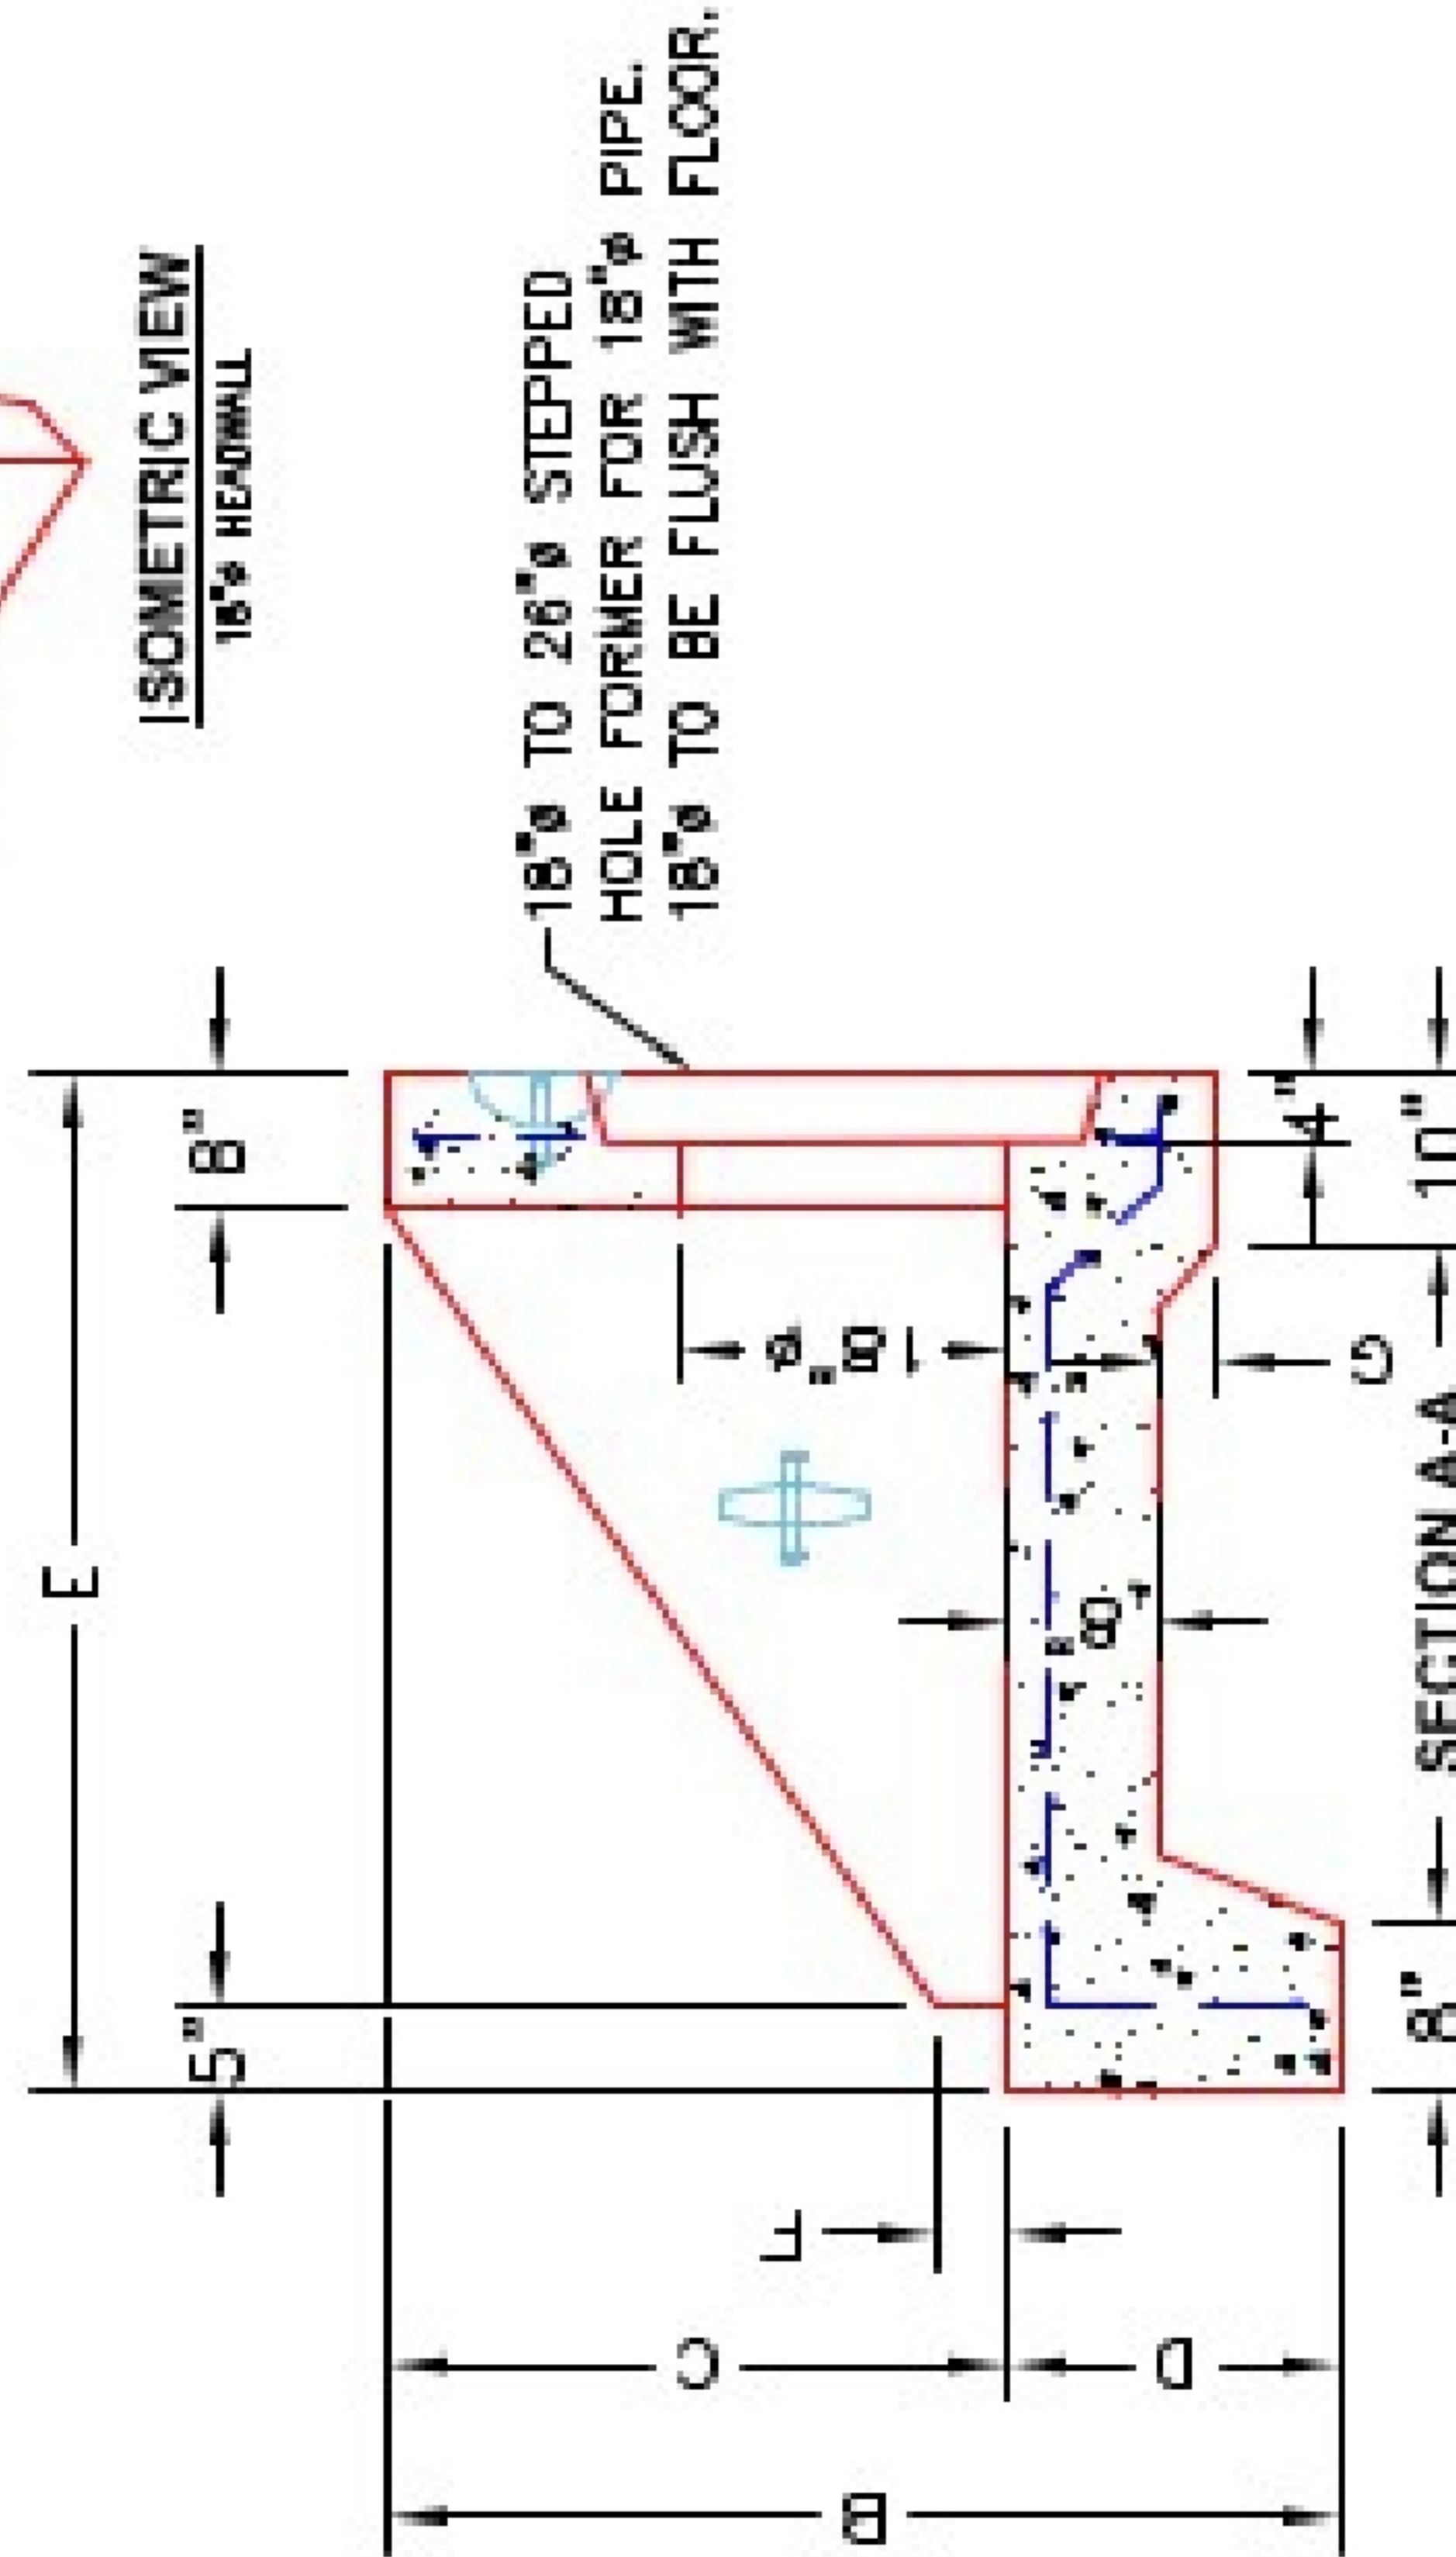 ISOMETRIC VIEW
18"ø HEADWALL
18"ø TO 26"ø STEPPED
HOLE FORMER FOR 18"ø PIPE.
18"ø TO BE FLUSH WITH FLOOR.
E
8"
5"
18"ø
8"
4"
10"
G
8"
F
C
D
B
SECTION A-A